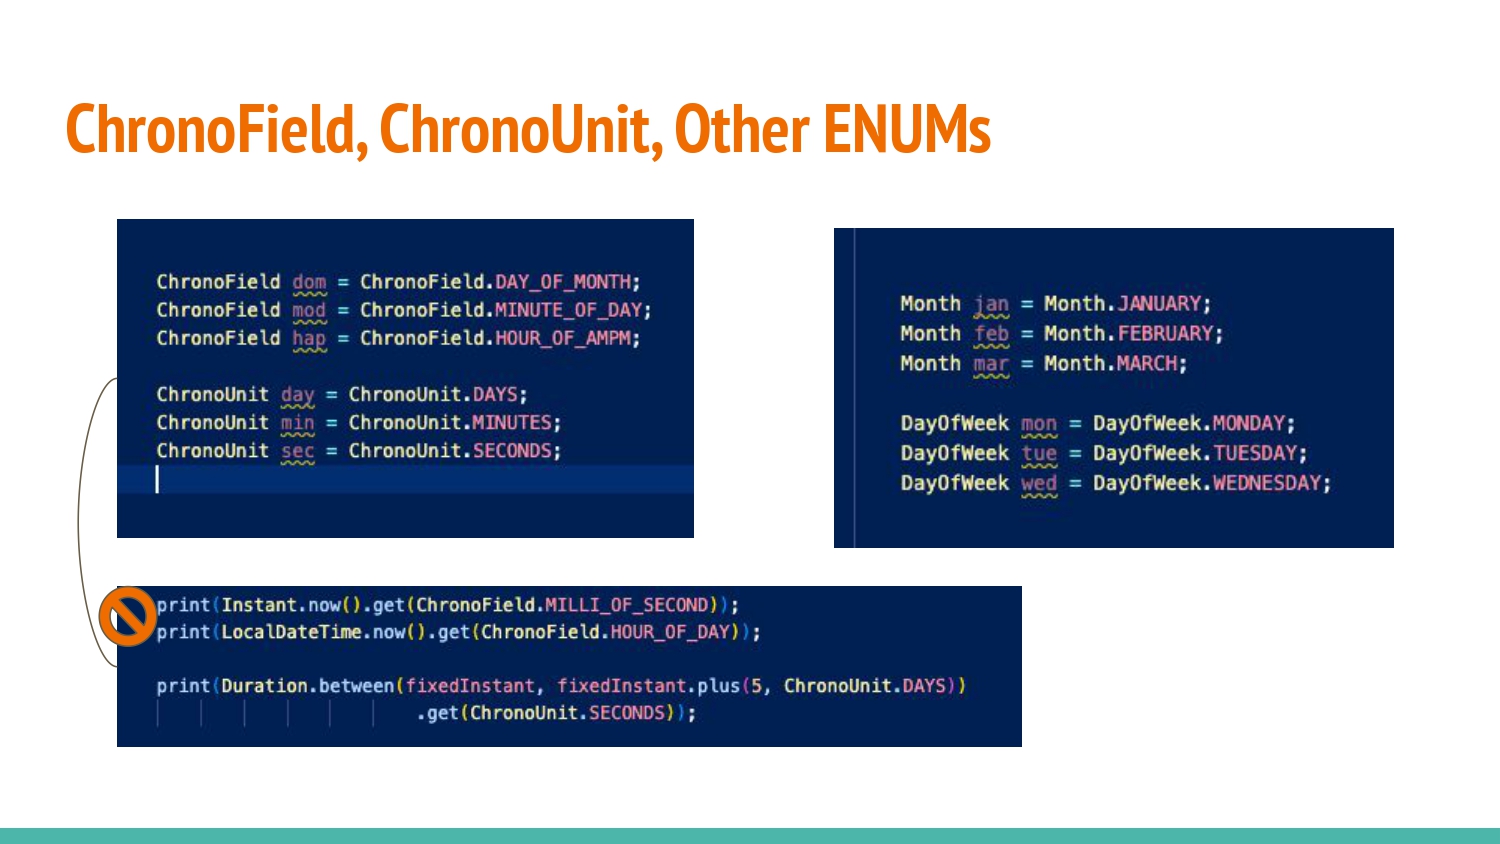 ChronoField, ChronoUnit, Other ENUMs
ChronoField dom = ChronoField.DAY_OF_MONTH;
ChronoField mod = ChronoField.MINUTE_OF_DAY;
ChronoField hap = ChronoField.HOUR_OF_AMPM;
ChronoUnit day = ChronoUnit.DAYS;
ChronoUnit min = ChronoUnit.MINUTES;
ChronoUnit sec = ChronoUnit.SECONDS;
Month jan = Month.JANUARY;
Month feb = Month.FEBRUARY;
Month mar = Month.MARCH;
DayOfWeek mon = DayOfWeek.MONDAY;
DayOfWeek tue = DayOfWeek.TUESDAY;
DayOfWeek wed = DayOfWeek.WEDNESDAY;
print(Instant.now().get(ChronoField.MILLI_OF_SECOND));
print(LocalDateTime.now().get(ChronoField.HOUR_OF_DAY));
print(Duration.between(fixedInstant, fixedInstant.plus(5, ChronoUnit.DAYS))
.get(ChronoUnit.SECONDS));